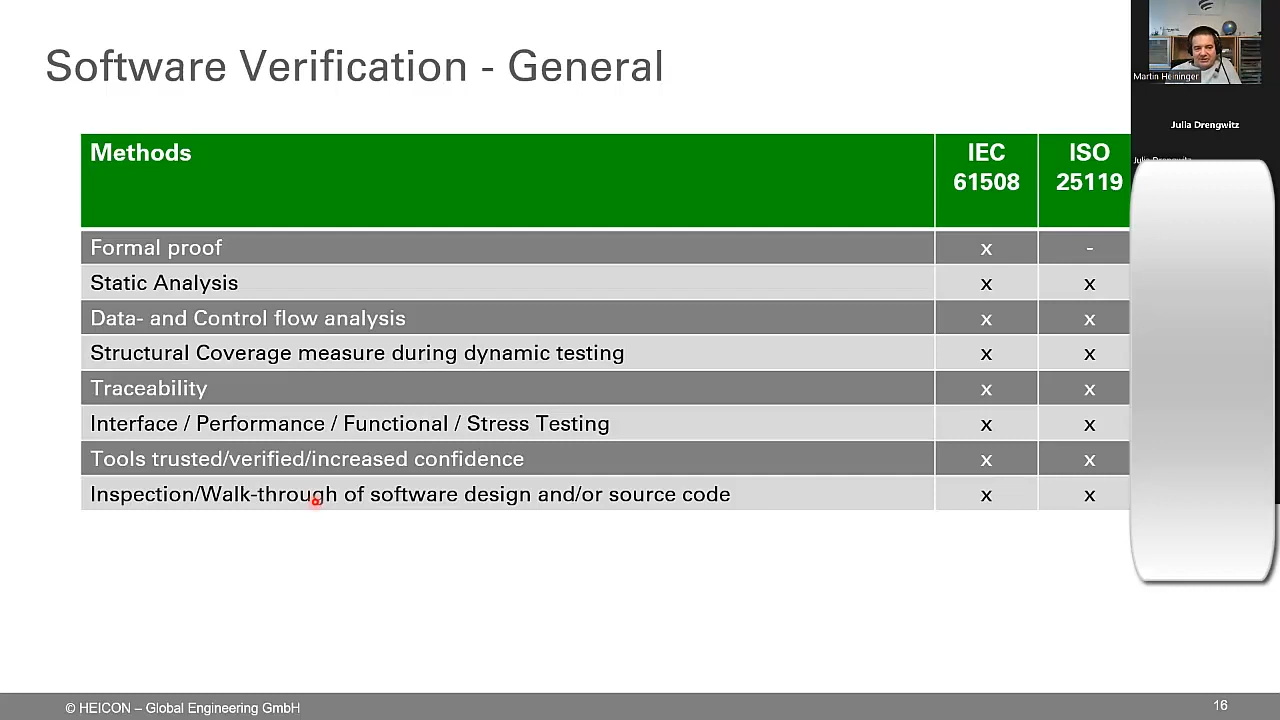 Software Verification - General
Martin Heininger
Julia Drengwitz
Methods
IEC
61508
ISO
25119
Formal proof x -
Static Analysis x x
Data- and Control flow analysis x x
Structural Coverage measure during dynamic testing x x
Traceability x x
Interface / Performance / Functional / Stress Testing x x
Tools trusted/verified/increased confidence x x
Inspection/Walk-through of software design and/or source code x x
© HEICON – Global Engineering GmbH
16